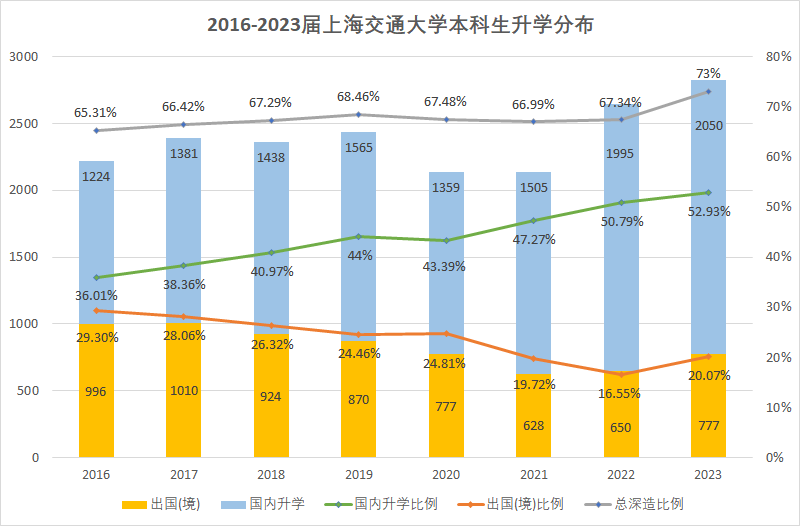 2016-2023届上海交通大学本科生升学分布
3000 80%
2500 70%
2000 60%
1500 50%
1000 40%
500 30%
0 20%
10%
0%
65.31% 66.42% 67.29% 68.46% 67.48% 66.99% 67.34% 73%
1224 1381 1438 1565 1359 1505 1995 2050
36.01% 38.36% 40.97% 44% 43.39% 47.27% 50.79% 52.93%
29.30% 28.06% 26.32% 24.46% 24.81% 19.72% 16.55% 20.07%
996 1010 924 870 777 628 650 777
2016 2017 2018 2019 2020 2021 2022 2023
出国(境) 国内升学 国内升学比例 出国(境)比例 总深造比例